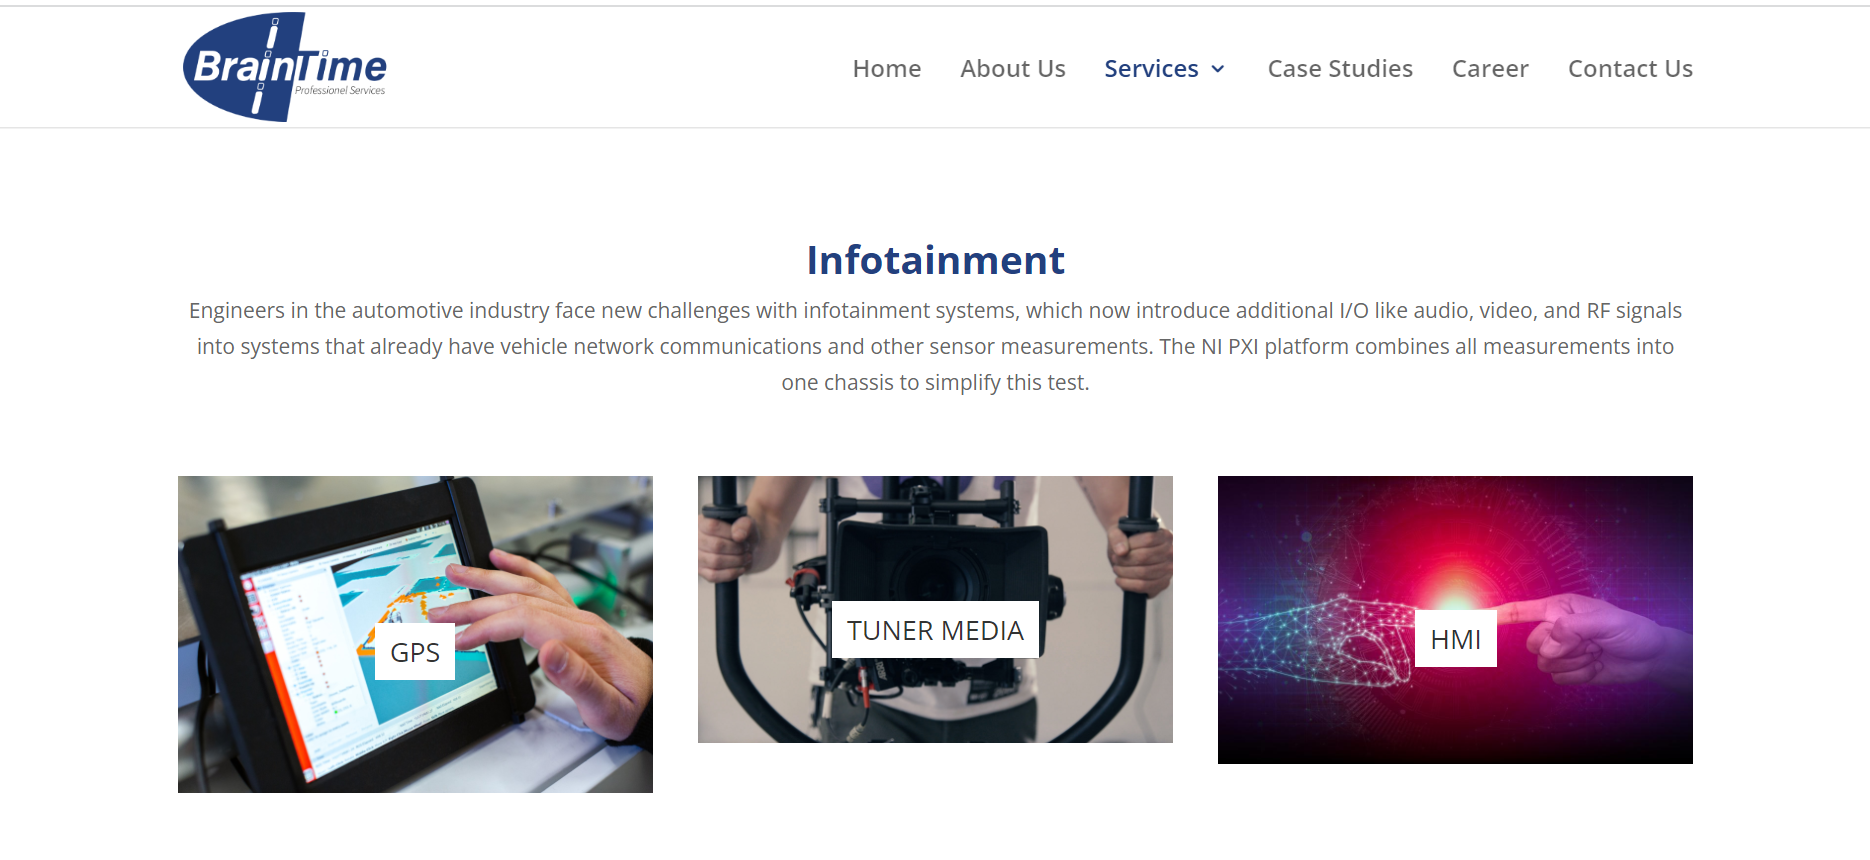 BrainTime
Professionel Services
Home About Us Services Case Studies Career Contact Us
Infotainment
Engineers in the automotive industry face new challenges with infotainment systems, which now introduce additional I/O like audio, video, and RF signals
into systems that already have vehicle network communications and other sensor measurements. The NI PXI platform combines all measurements into
one chassis to simplify this test.
GPS
TUNER MEDIA
HMI